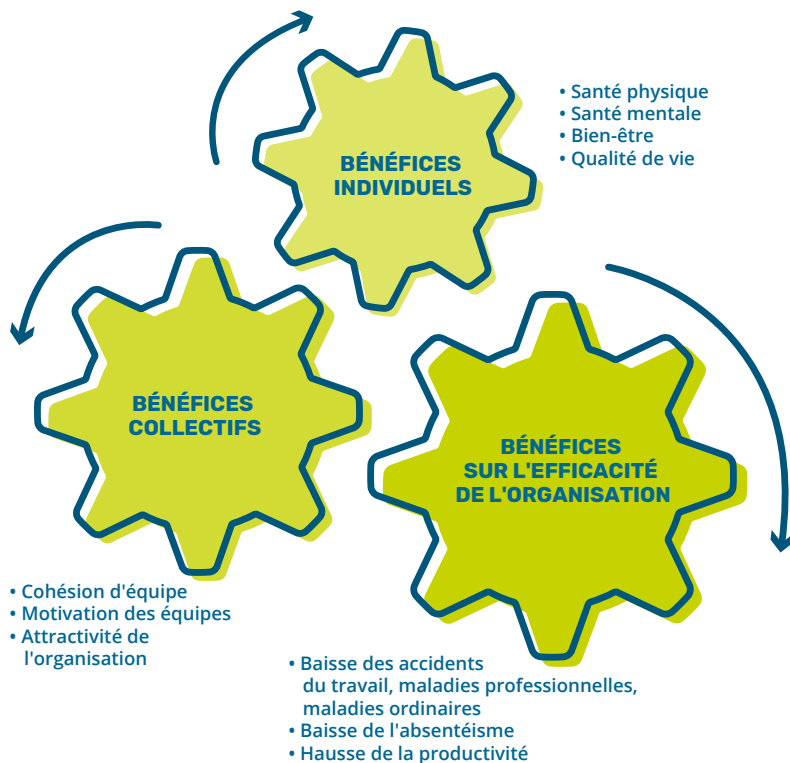 • Santé physique
• Santé mentale
• Bien-être
• Qualité de vie
BÉNÉFICES
INDIVIDUELS
BÉNÉFICES
COLLECTIFS
BÉNÉFICES
SUR L'EFFICACITÉ
DE L'ORGANISATION
• Cohésion d'équipe
• Motivation des équipes
• Attractivité de
l'organisation
• Baisse des accidents
du travail, maladies professionnelles,
maladies ordinaires
• Baisse de l'absentéisme
• Hausse de la productivité